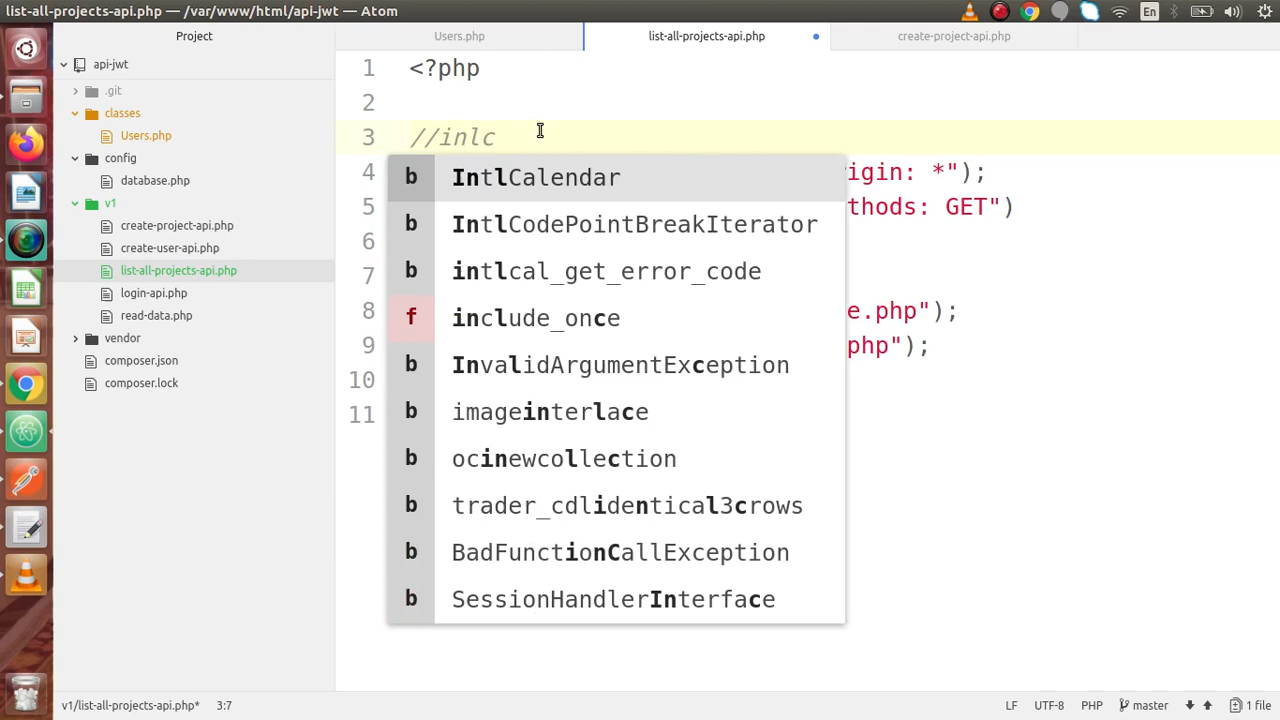 list-all-projects-api.php — /var/www/html/api-jwt — Atom
En
Project
Users.php
list-all-projects-api.php
create-project-api.php
api-jwt
.git
classes
Users.php
config
database.php
v1
create-project-api.php
create-user-api.php
list-all-projects-api.php
login-api.php
read-data.php
vendor
composer.json
composer.lock
1 <?php
2
3 //inlc
4 igin: *");
5 thods: GET")
6
7
8 e.php");
9 php");
10
11
b IntlCalendar
b IntlCodePointBreakIterator
b intlcal_get_error_code
f include_once
b InvalidArgumentException
b imageinterlace
b ocinewcollection
b trader_cdlidentical3crows
b BadFunctionCallException
b SessionHandlerInterface
v1/list-all-projects-api.php* 3:7
LF UTF-8 PHP master 1 file